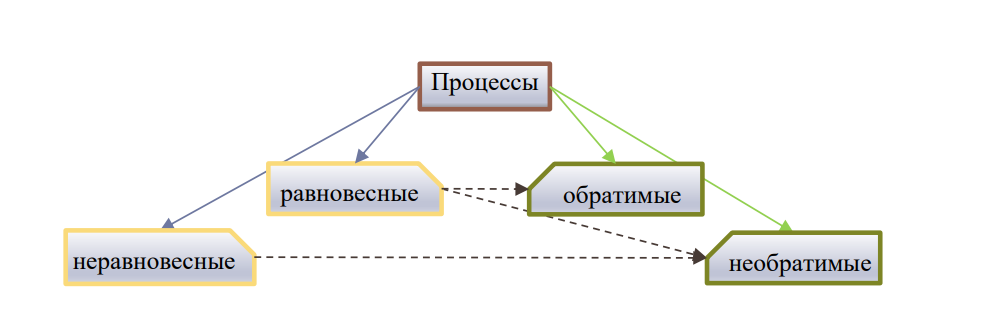 Процессы
равновесные
обратимые
неравновесные
необратимые